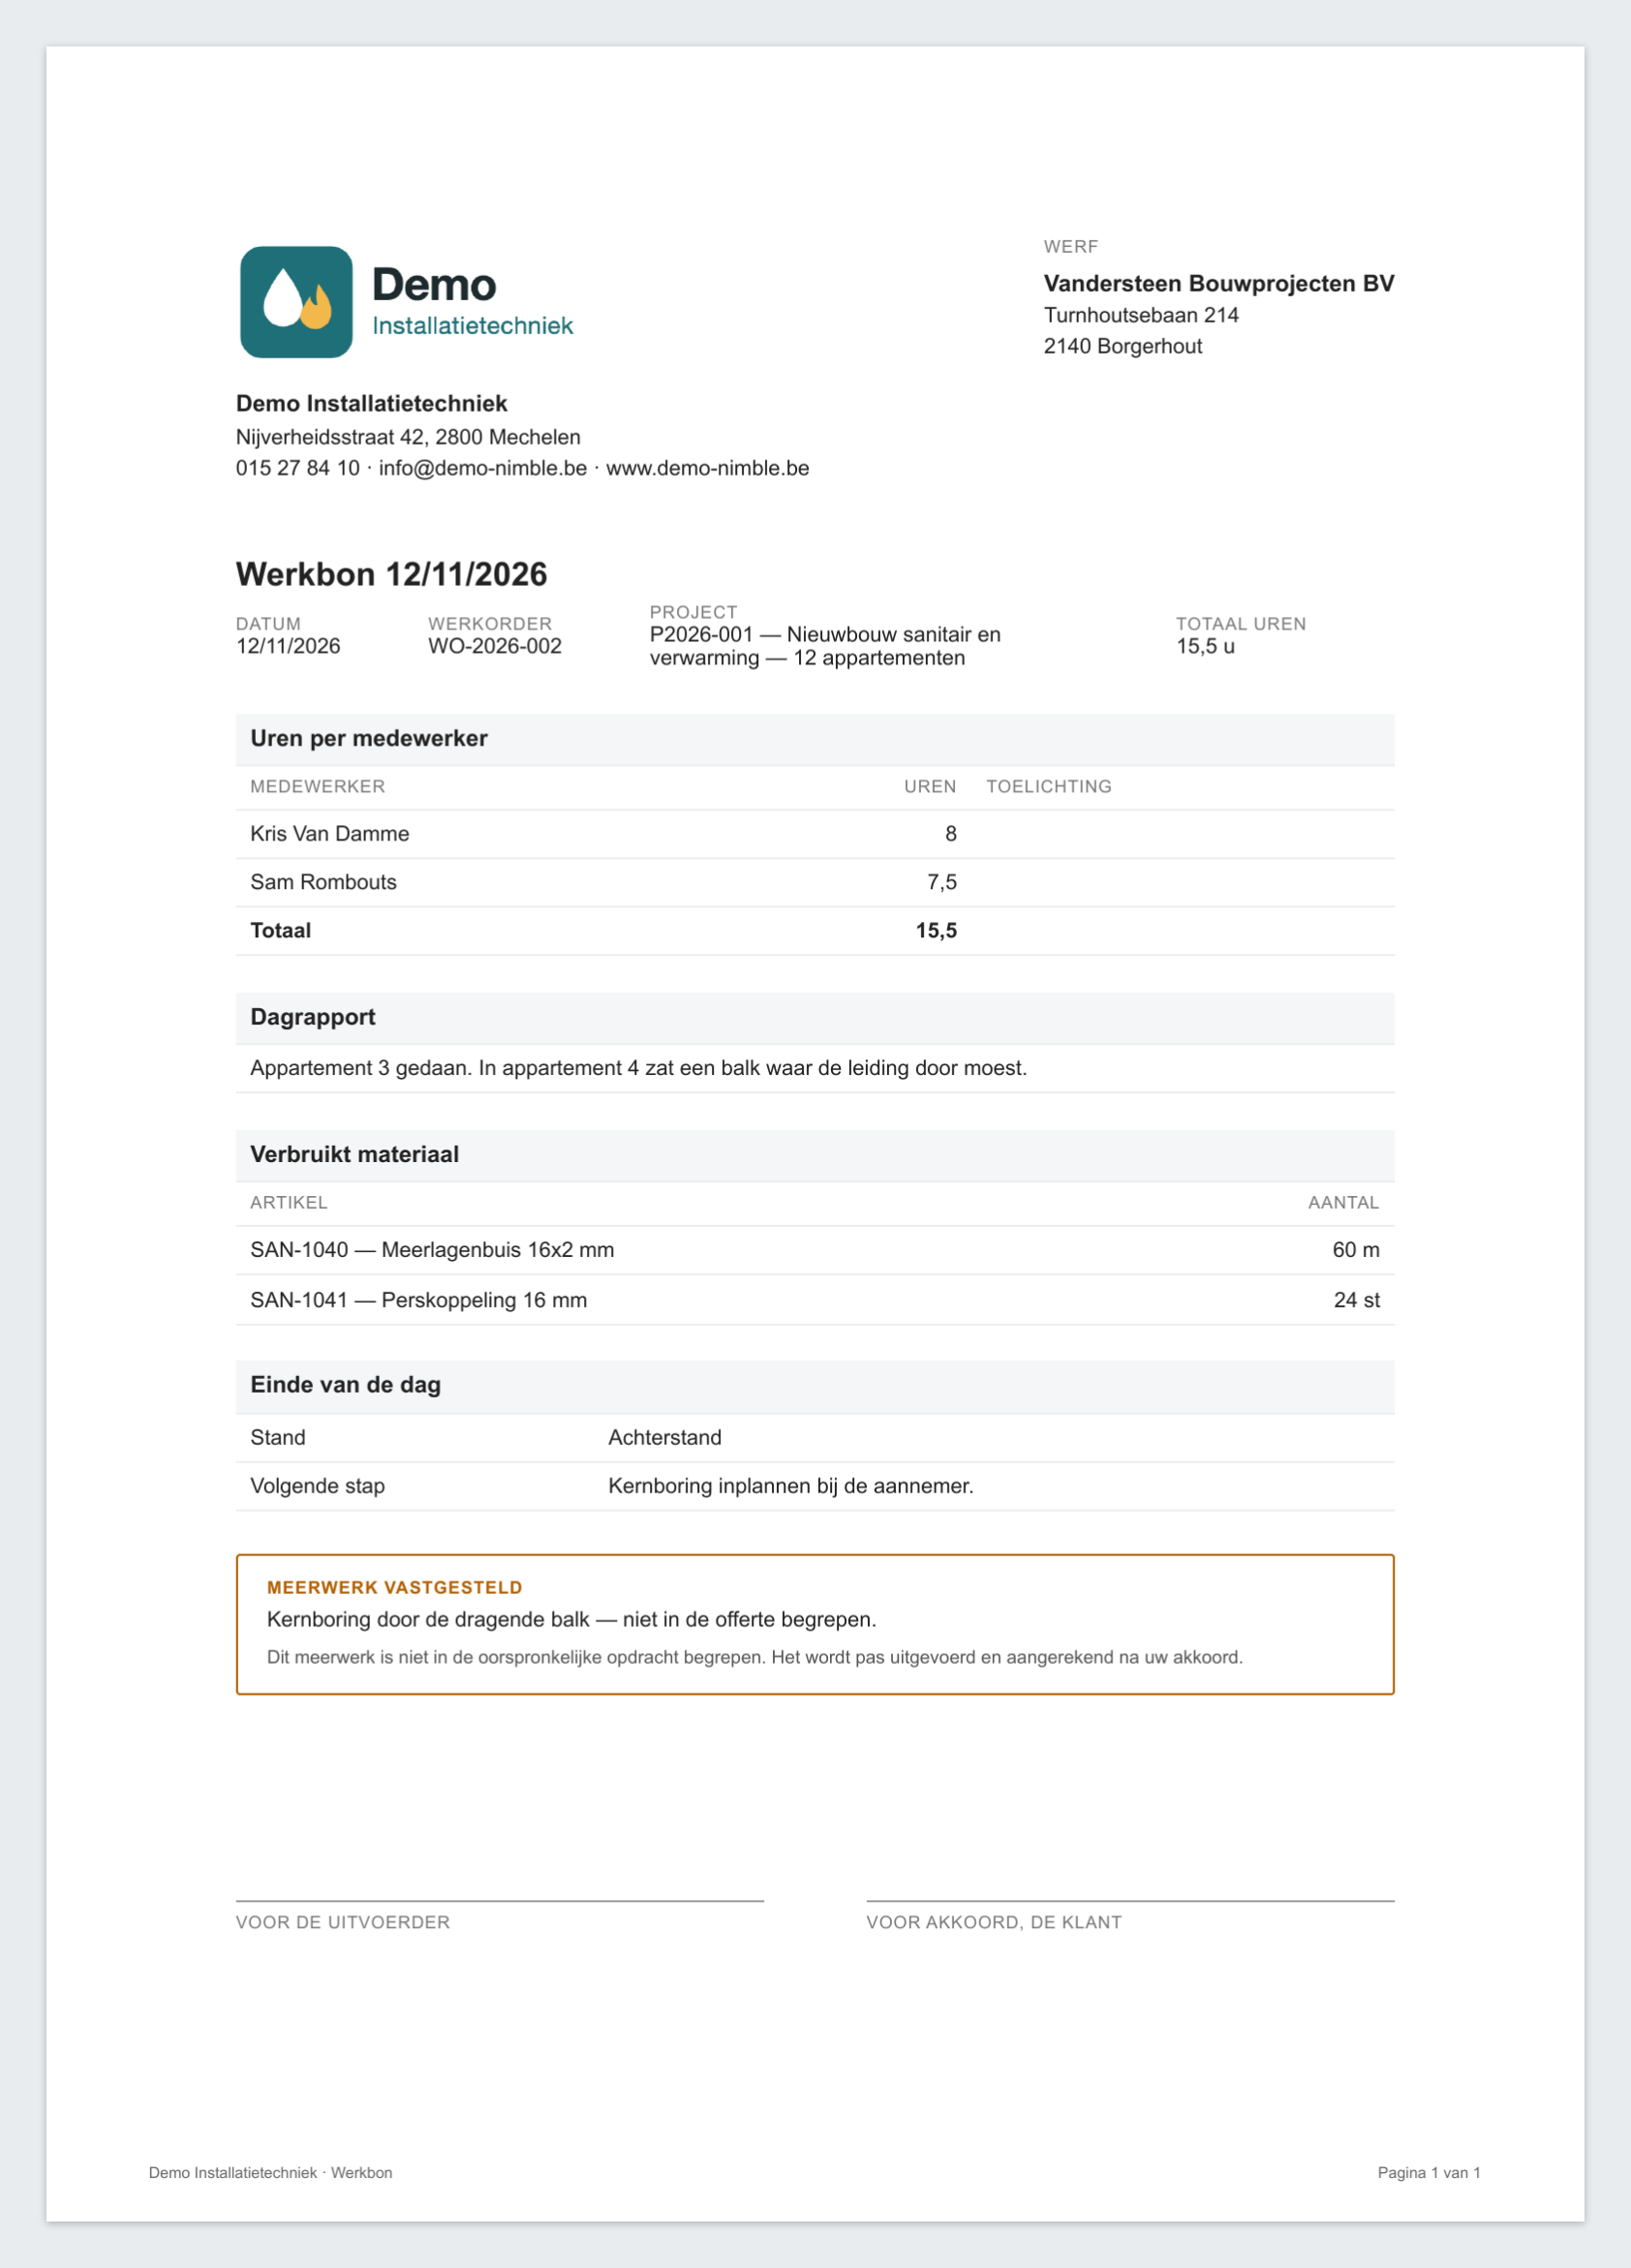 Demo
Installatietechniek
WERF
Vandersteen Bouwprojecten BV
Turnhoutsebaan 214
2140 Borgerhout
Demo Installatietechniek
Nijverheidsstraat 42, 2800 Mechelen
015 27 84 10 · info@demo-nimble.be · www.demo-nimble.be
Werkbon 12/11/2026
DATUM
12/11/2026
WERKORDER
WO-2026-002
PROJECT
P2026-001 — Nieuwbouw sanitair en
verwarming — 12 appartementen
TOTAAL UREN
15,5 u
Uren per medewerker
MEDEWERKER UREN TOELICHTING
Kris Van Damme 8
Sam Rombouts 7,5
Totaal 15,5
Dagrapport
Appartement 3 gedaan. In appartement 4 zat een balk waar de leiding door moest.
Verbruikt materiaal
ARTIKEL AANTAL
SAN-1040 — Meerlagenbuis 16x2 mm 60 m
SAN-1041 — Perskoppeling 16 mm 24 st
Einde van de dag
Stand Achterstand
Volgende stap Kernboring inplannen bij de aannemer.
MEERWERK VASTGESTELD
Kernboring door de dragende balk — niet in de offerte begrepen.
Dit meerwerk is niet in de oorspronkelijke opdracht begrepen. Het wordt pas uitgevoerd en aangerekend na uw akkoord.
VOOR DE UITVOERDER
VOOR AKKOORD, DE KLANT
Demo Installatietechniek · Werkbon
Pagina 1 van 1